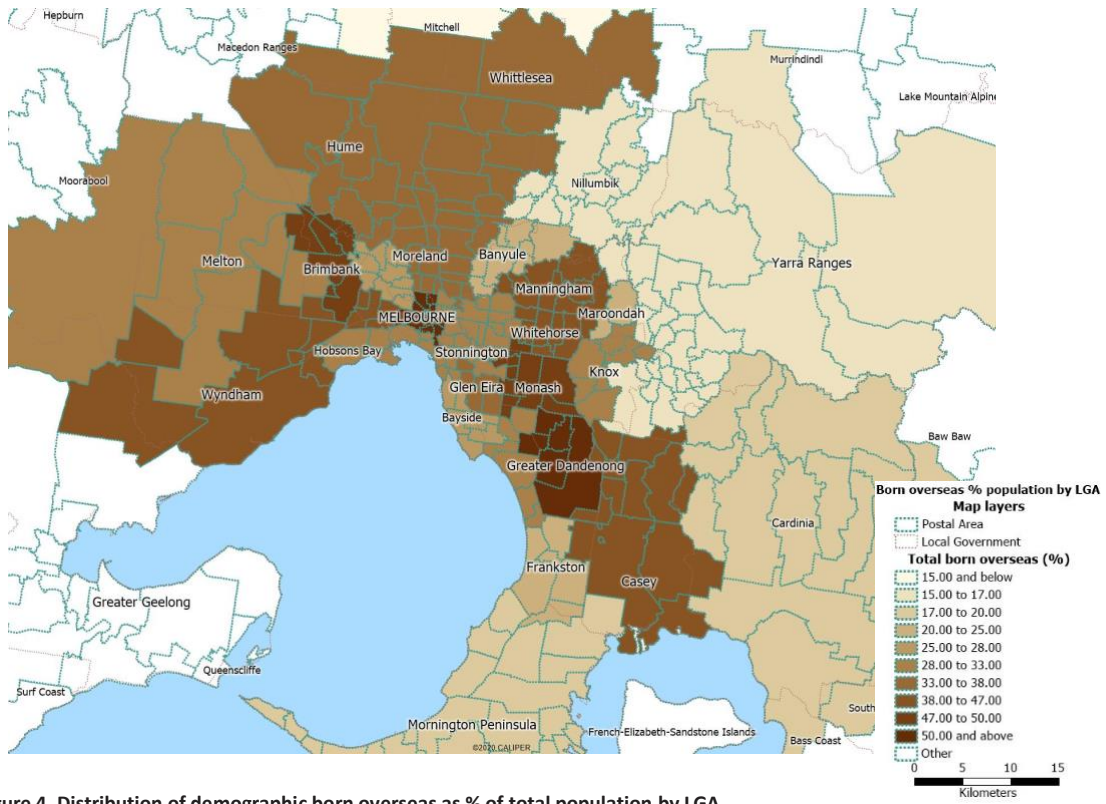 Hepburn
Mitchell
Macedon Ranges
Murrindindi
Whittlesea
Lake Mountain Alpine
Hume
Moorabool
Nillumbik
Melton
Moreland
Banyule
Yarra Ranges
Brimbank
Manningham
MELBOURNE
Maroondah
Whitehorse
Hobsons Bay
Stonnington
Knox
Glen Eira
Monash
Wyndham
Bayside
Baw Baw
Greater Dandenong
Cardinia
Frankston
Casey
Greater Geelong
Queenscliffe
Surf Coast
Mornington Peninsula
French-Elizabeth-Sandstone Islands
South
Bass Coast
©2020 CALIPER
Born overseas % population by LGA
Map layers
Postal Area
Local Government
Total born overseas (%)
15.00 and below
15.00 to 17.00
17.00 to 20.00
20.00 to 25.00
25.00 to 28.00
28.00 to 33.00
33.00 to 38.00
38.00 to 47.00
47.00 to 50.00
50.00 and above
Other
0 5 10 15
Kilometers
ure 4. Distribution of demographic born overseas as % of total population by LGA